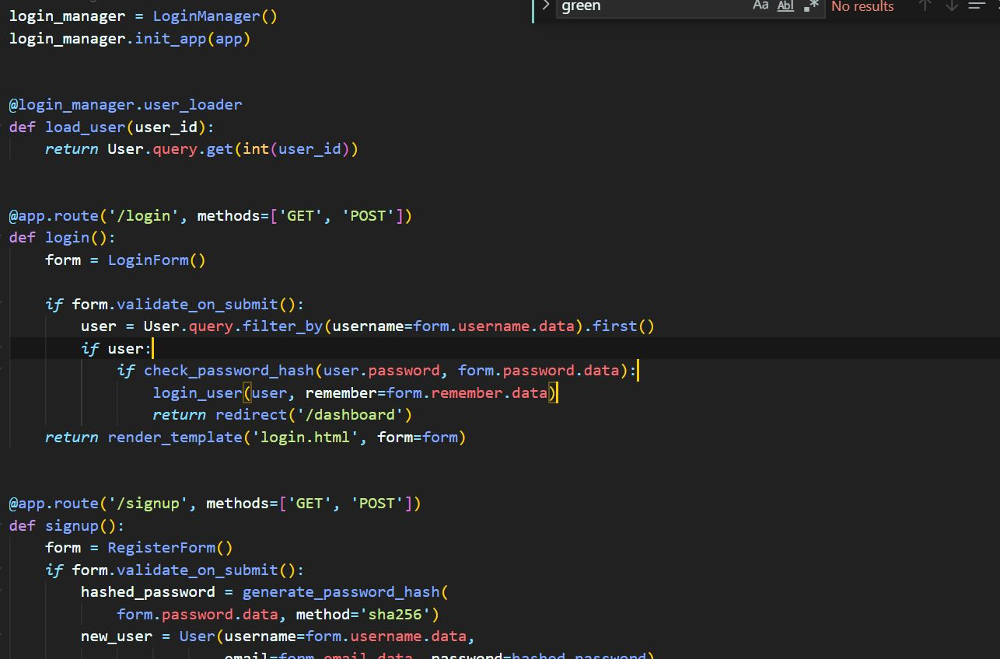 login_manager = LoginManager()
login_manager.init_app(app)
green
Aa Abl .*
No results
@login_manager.user_loader
def load_user(user_id):
    return User.query.get(int(user_id))
@app.route('/login', methods=['GET', 'POST'])
def login():
    form = LoginForm()
    if form.validate_on_submit():
        user = User.query.filter_by(username=form.username.data).first()
        if user:
            if check_password_hash(user.password, form.password.data):
                login_user(user, remember=form.remember.data)
                return redirect('/dashboard')
    return render_template('login.html', form=form)
@app.route('/signup', methods=['GET', 'POST'])
def signup():
    form = RegisterForm()
    if form.validate_on_submit():
        hashed_password = generate_password_hash(
            form.password.data, method='sha256')
        new_user = User(username=form.username.data,
                        email=form.email.data, password=hashed_password)